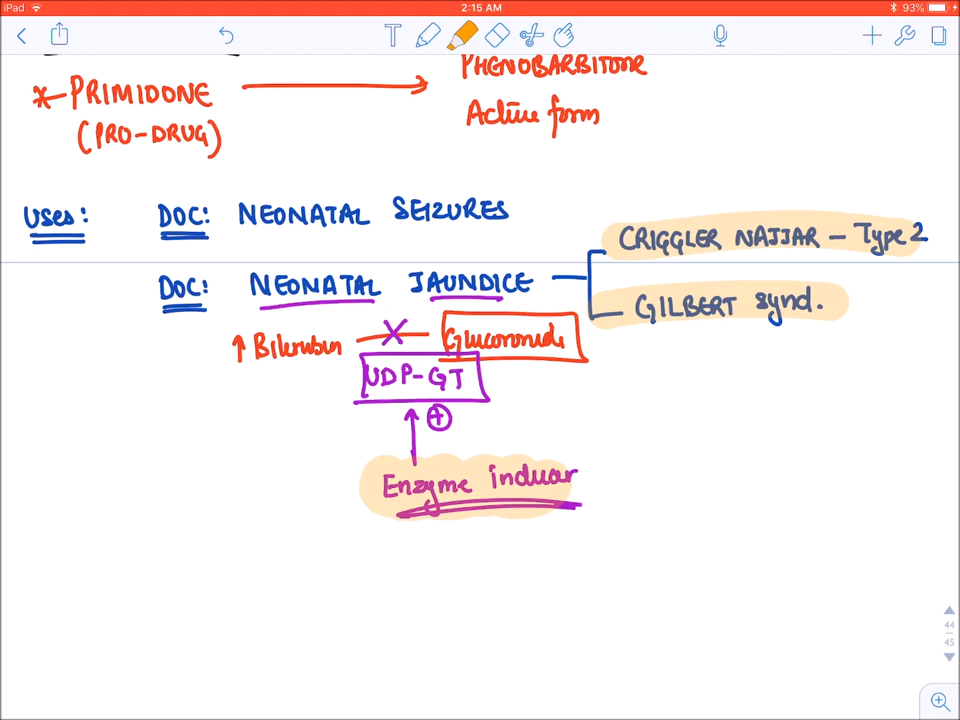 iPad 2:15 AM 93%
T
PHENOBARBITONE
* PRIMIDONE
Active form
(PRO-DRUG)
Uses: DOC: NEONATAL SEIZURES
CRIGGLER NAJJAR - Type 2
DOC: NEONATAL JAUNDICE
GILBERT synd.
↑ Bilirubin × Glucoronide
UDP-GT
+
Enzyme inducer
44
45